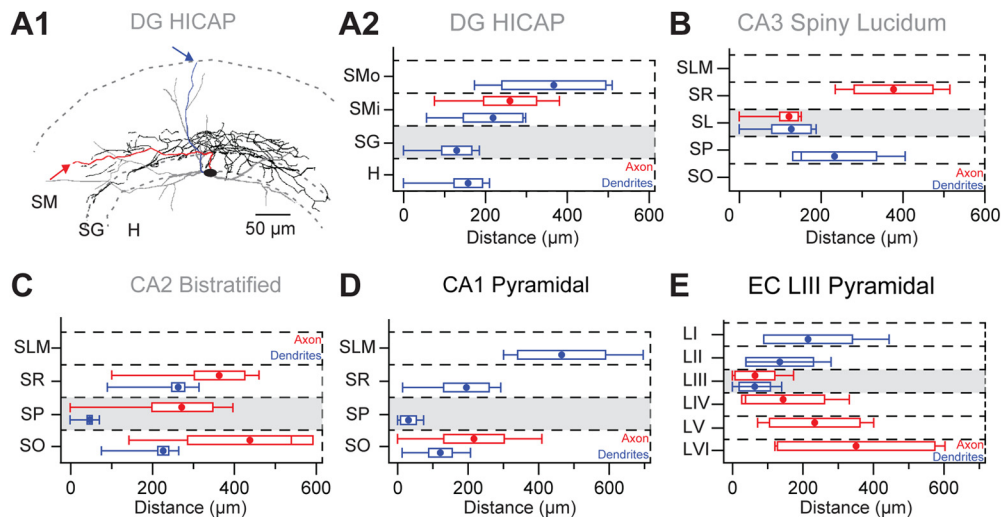 A1
DG HICAP
SM
SG
H
50 μm
A2
DG HICAP
SMo
SMi
SG
H
Axon
Dendrites
0 200 400 600
Distance (μm)
B
CA3 Spiny Lucidum
SLM
SR
SL
SP
SO
Axon
Dendrites
0 200 400 600
Distance (μm)
C
CA2 Bistratified
SLM
Axon
Dendrites
SR
SP
SO
0 200 400 600
Distance (μm)
D
CA1 Pyramidal
SLM
SR
SP
SO
Axon
Dendrites
0 200 400 600
Distance (μm)
E
EC LIII Pyramidal
LI
LII
LIII
LIV
LV
LVI
Axon
Dendrites
0 200 400 600
Distance (μm)